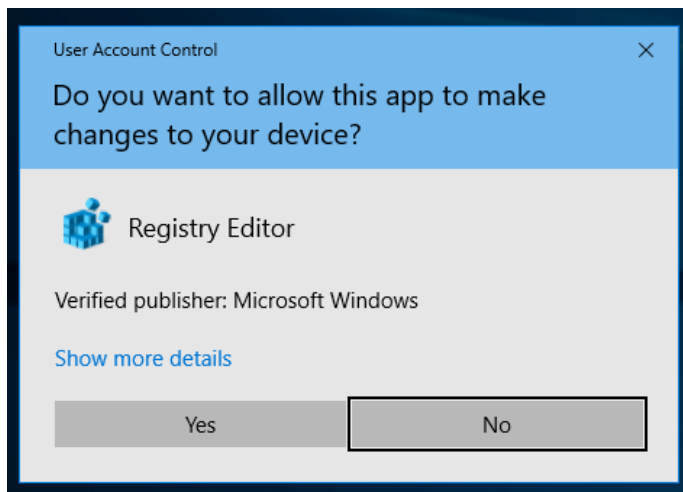 User Account Control
Do you want to allow this app to make
changes to your device?
Registry Editor
Verified publisher: Microsoft Windows
Show more details
Yes
No